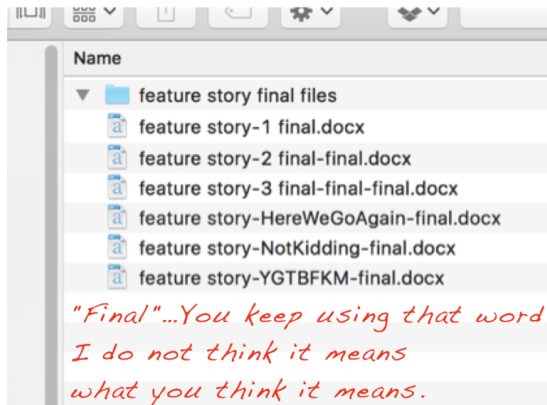 Name
feature story final files
feature story-1 final.docx
feature story-2 final-final.docx
feature story-3 final-final-final.docx
feature story-HereWeGoAgain-final.docx
feature story-NotKidding-final.docx
feature story-YGTBFKM-final.docx
"Final"...You keep using that word
I do not think it means
what you think it means.